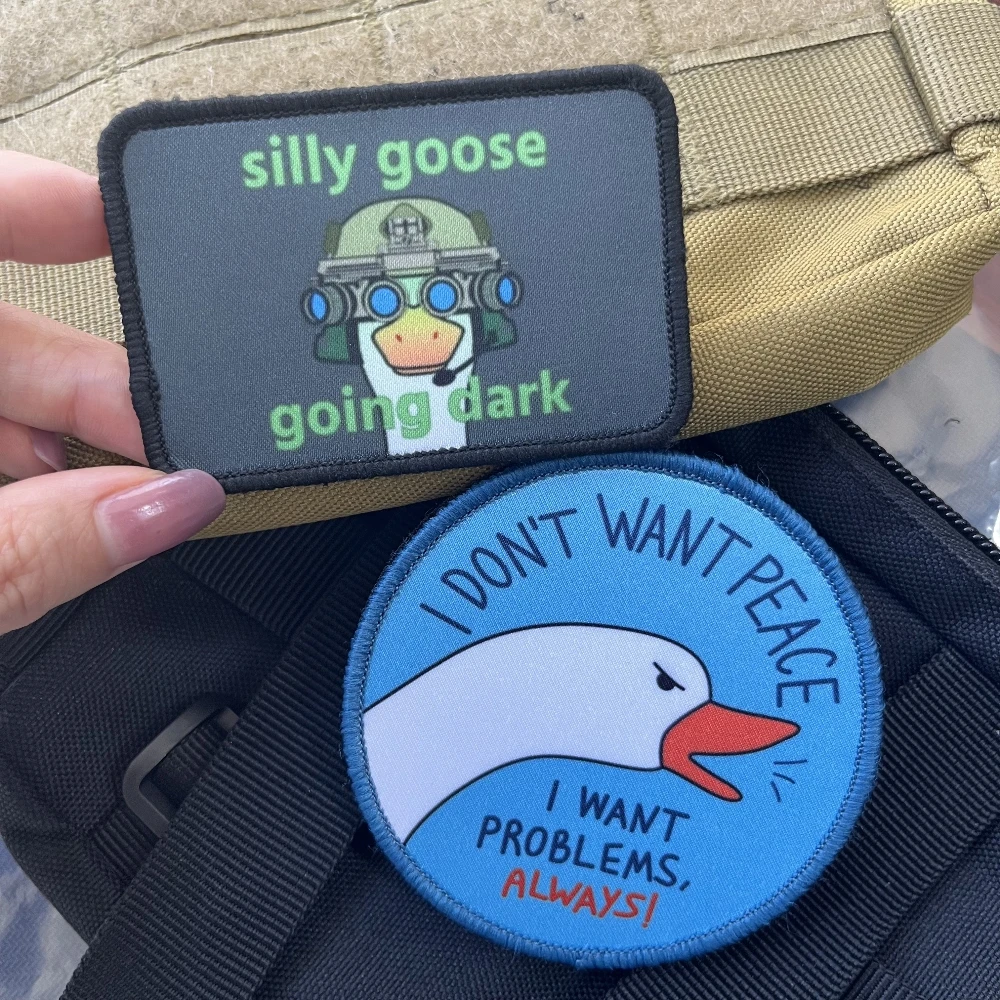 silly goose
going dark
I DON'T WANT PEACE
I WANT
PROBLEMS,
ALWAYS!